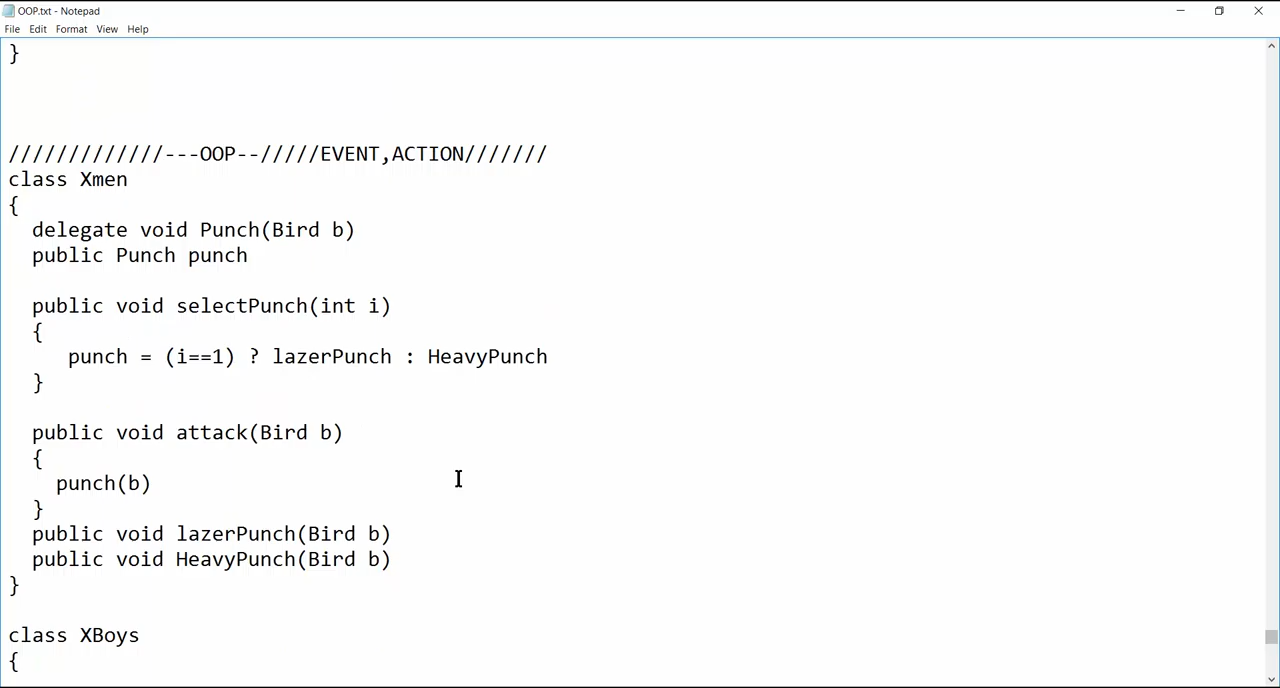 OOP.txt - Notepad
File Edit Format View Help
}
/////////////---OOP--/////EVENT,ACTION///////
class Xmen
{
delegate void Punch(Bird b)
public Punch punch
public void selectPunch(int i)
{
punch = (i==1) ? lazerPunch : HeavyPunch
}
public void attack(Bird b)
{
punch(b)
}
public void lazerPunch(Bird b)
public void HeavyPunch(Bird b)
}
class XBoys
{